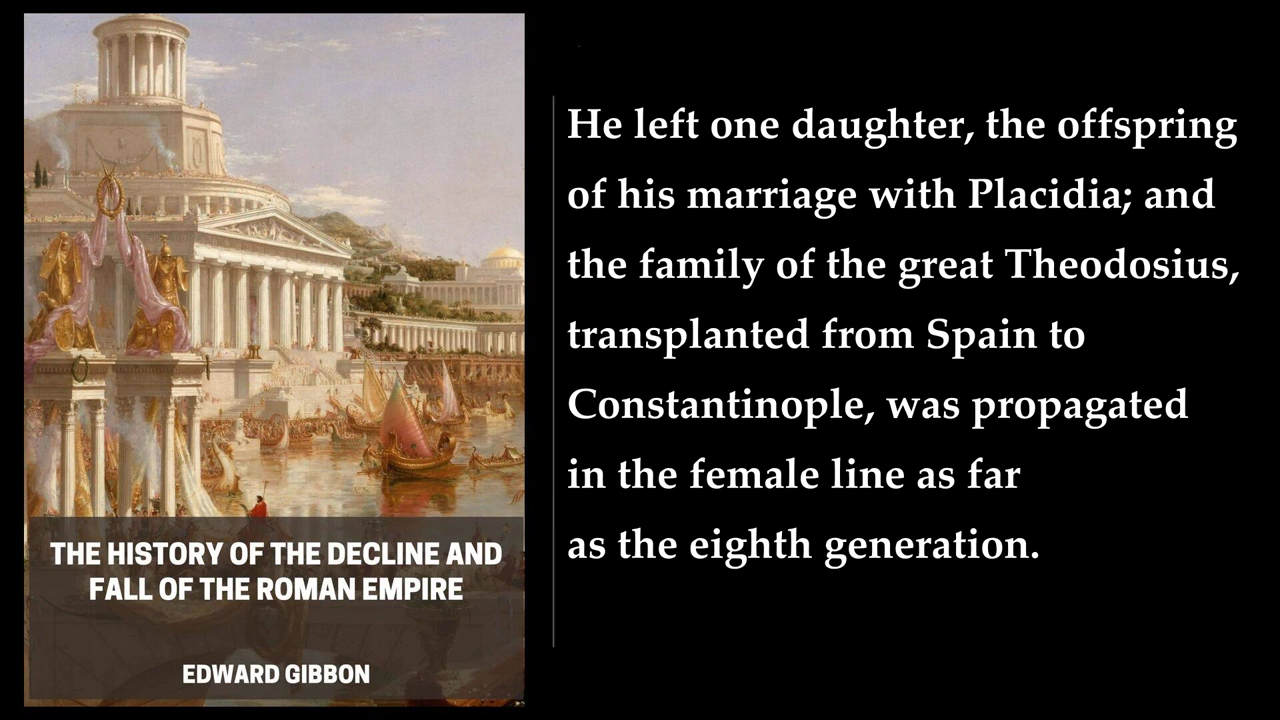 THE HISTORY OF THE DECLINE AND
FALL OF THE ROMAN EMPIRE
EDWARD GIBBON
He left one daughter, the offspring
of his marriage with Placidia; and
the family of the great Theodosius,
transplanted from Spain to
Constantinople, was propagated
in the female line as far
as the eighth generation.